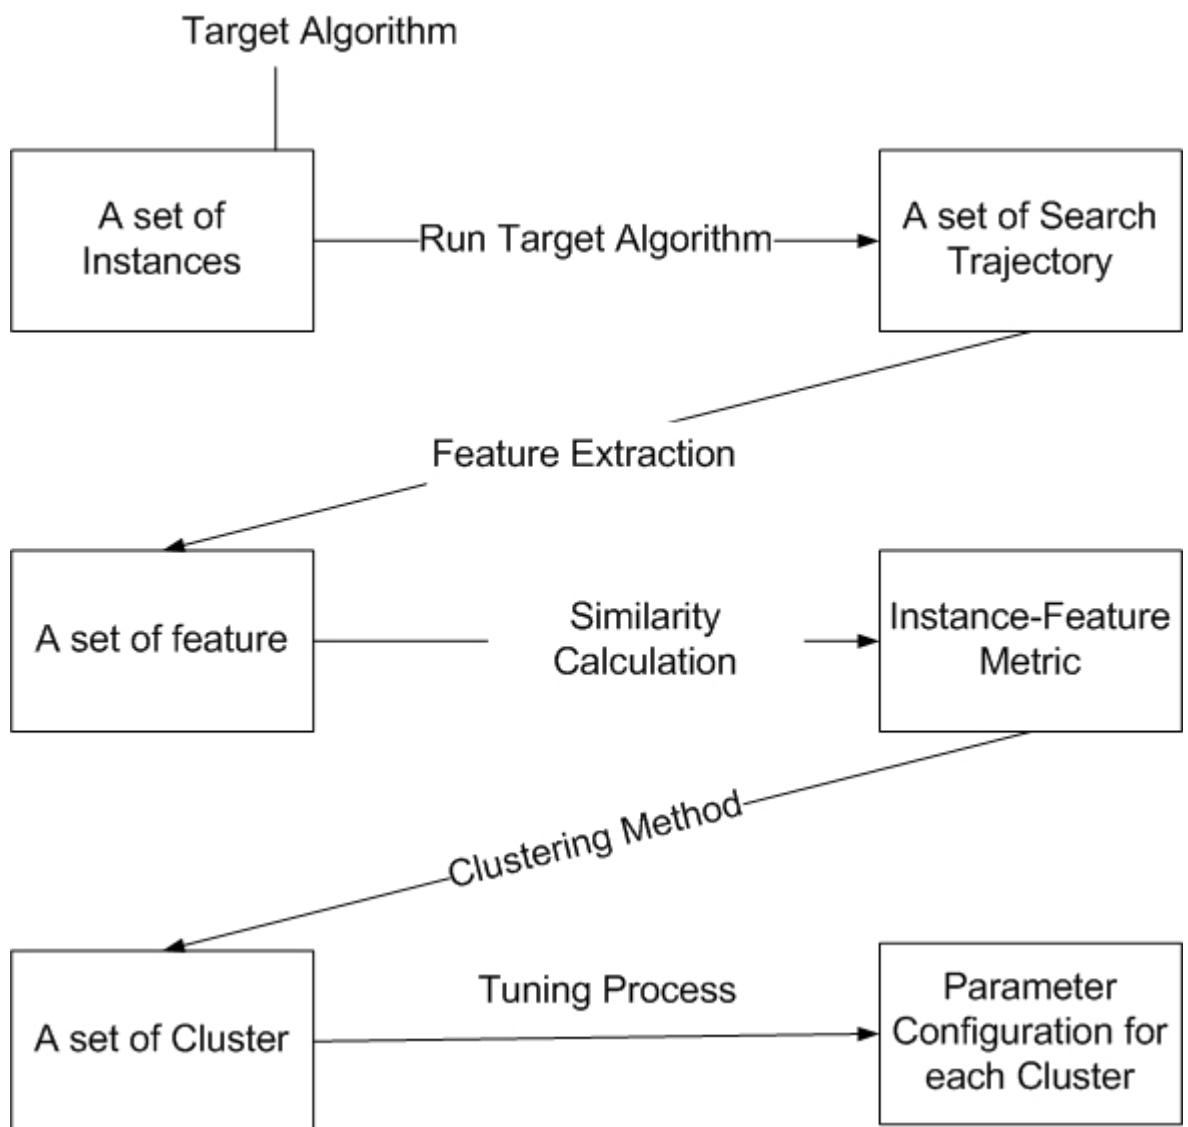 Target Algorithm
A set of
Instances
Run Target Algorithm
A set of Search
Trajectory
Feature Extraction
A set of feature
Similarity
Calculation
Instance-Feature
Metric
Clustering Method
A set of Cluster
Tuning Process
Parameter
Configuration for
each Cluster